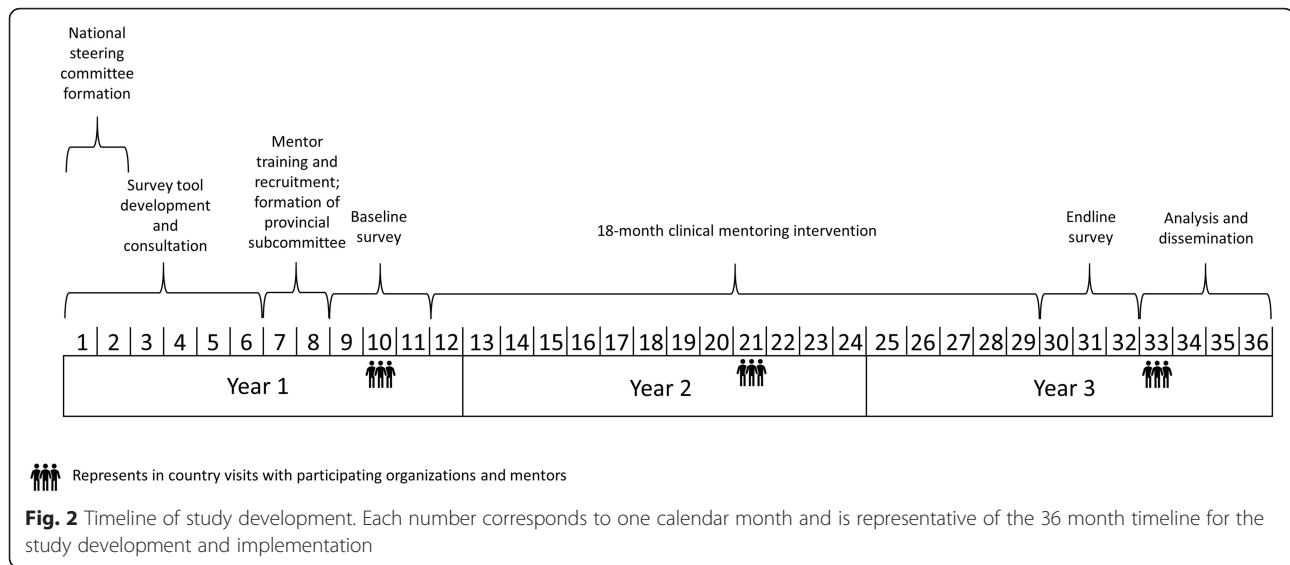 National
steering
committee
formation
Survey tool
development
and
consultation
Mentor
training and
recruitment;
formation of
provincial
subcommittee
Baseline
survey
18-month clinical mentoring intervention
Endline
survey
Analysis and
dissemination
1 2 3 4 5 6 7 8 9 10 11 12 13 14 15 16 17 18 19 20 21 22 23 24 25 26 27 28 29 30 31 32 33 34 35 36
Year 1 Year 2 Year 3
Represents in country visits with participating organizations and mentors
Fig. 2 Timeline of study development. Each number corresponds to one calendar month and is representative of the 36 month timeline for the
study development and implementation